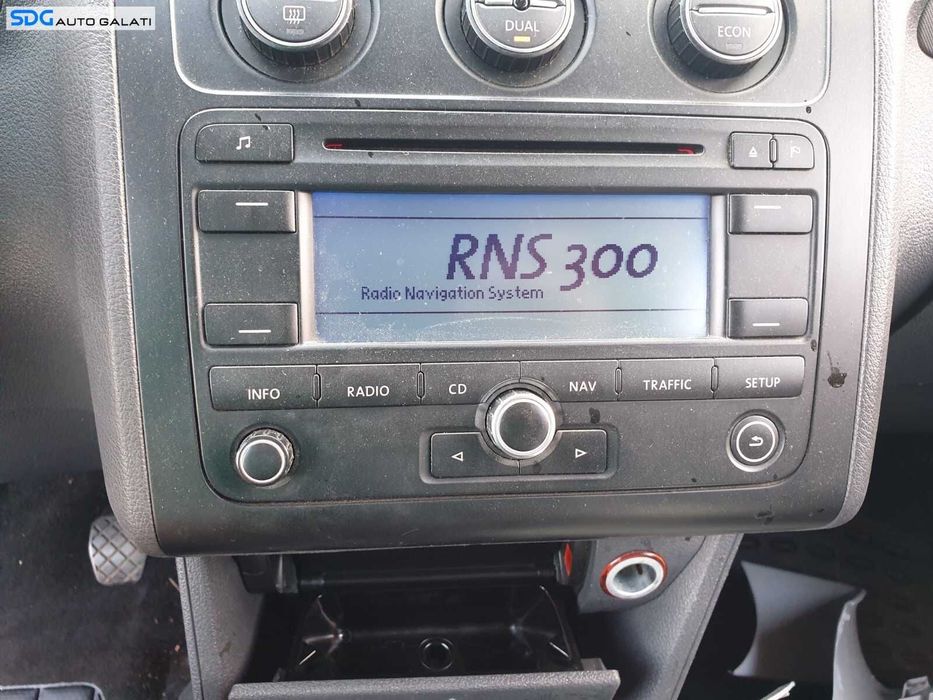 SDG AUTO GALATI
DUAL
ECON
RNS 300
Radio Navigation System
INFO
RADIO
CD
NAV
TRAFFIC
SETUP